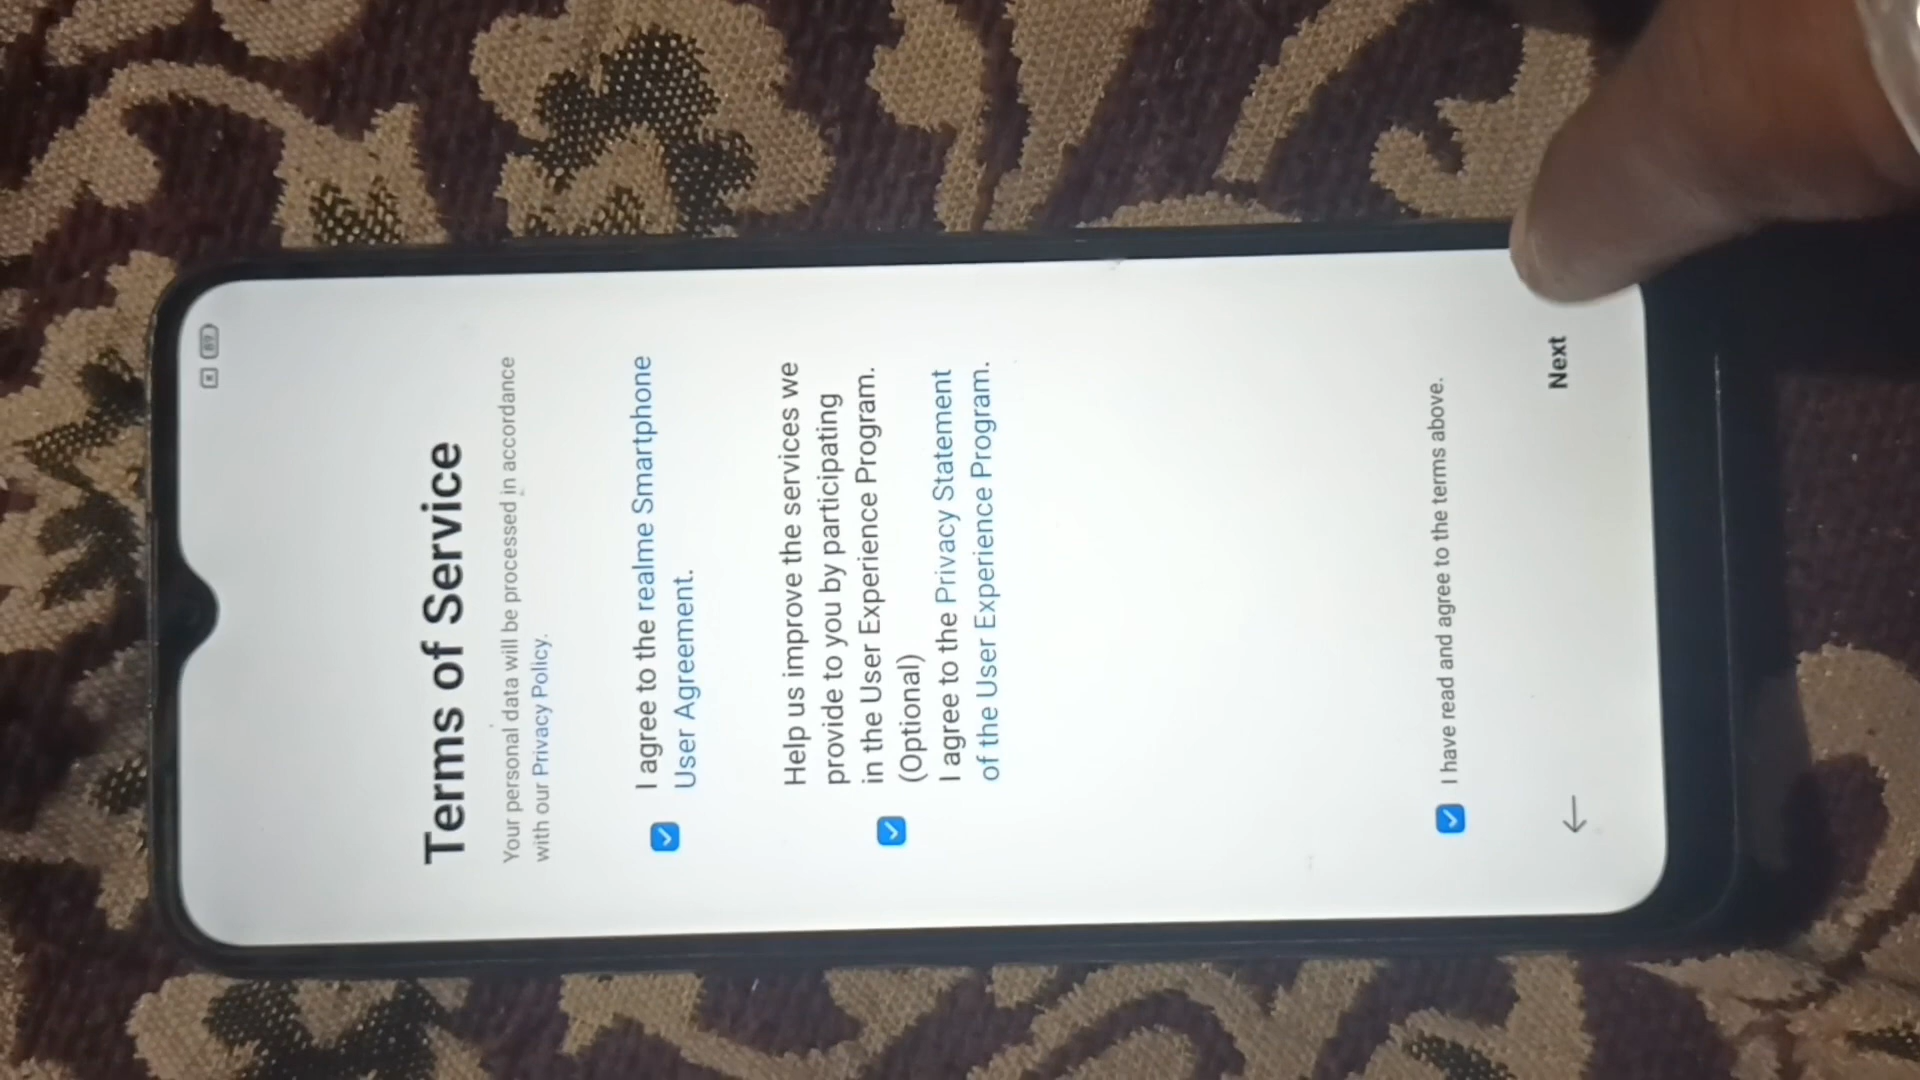 89
Terms of Service
Your personal data will be processed in accordance
with our Privacy Policy.
I agree to the realme Smartphone
User Agreement.
Help us improve the services we
provide to you by participating
in the User Experience Program.
(Optional)
I agree to the Privacy Statement
of the User Experience Program.
I have read and agree to the terms above.
Next